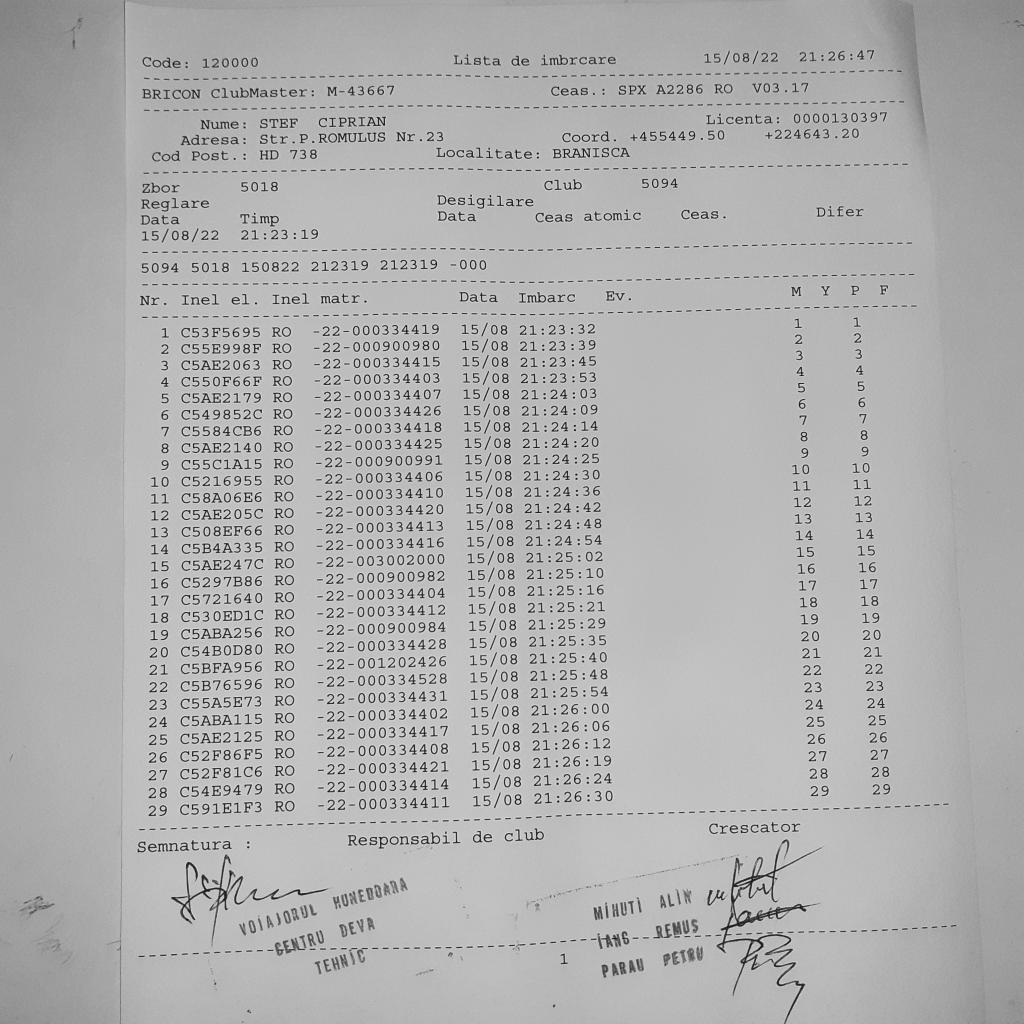 Code: 120000 Lista de imbrcare 15/08/22 21:26:47
BRICON ClubMaster: M-43667 Ceas.: SPX A2286 RO V03.17
Nume: STEF CIPRIAN Licenta: 0000130397
Adresa: Str.P.ROMULUS Nr.23 Coord. +455449.50 +224643.20
Cod Post.: HD 738 Localitate: BRANISCA
Zbor 5018 Club 5094
Reglare Desigilare
Data Timp Data Ceas atomic Ceas. Difer
15/08/22 21:23:19
5094 5018 150822 212319 212319 -000
Nr. Inel el. Inel matr. Data Imbarc Ev. M Y P F
1 C53F5695 RO -22-000334419 15/08 21:23:32 1 1
2 C55E998F RO -22-000900980 15/08 21:23:39 2 2
3 C5AE2063 RO -22-000334415 15/08 21:23:45 3 3
4 C550F66F RO -22-000334403 15/08 21:23:53 4 4
5 C5AE2179 RO -22-000334407 15/08 21:24:03 5 5
6 C549852C RO -22-000334426 15/08 21:24:09 6 6
7 C5584CB6 RO -22-000334418 15/08 21:24:14 7 7
8 C5AE2140 RO -22-000334425 15/08 21:24:20 8 8
9 C55C1A15 RO -22-000900991 15/08 21:24:25 9 9
10 C5216955 RO -22-000334406 15/08 21:24:30 10 10
11 C58A06E6 RO -22-000334410 15/08 21:24:36 11 11
12 C5AE205C RO -22-000334420 15/08 21:24:42 12 12
13 C508EF66 RO -22-000334413 15/08 21:24:48 13 13
14 C5B4A335 RO -22-000334416 15/08 21:24:54 14 14
15 C5AE247C RO -22-003002000 15/08 21:25:02 15 15
16 C5297B86 RO -22-000900982 15/08 21:25:10 16 16
17 C5721640 RO -22-000334404 15/08 21:25:16 17 17
18 C530ED1C RO -22-000334412 15/08 21:25:21 18 18
19 C5ABA256 RO -22-000900984 15/08 21:25:29 19 19
20 C54B0D80 RO -22-000334428 15/08 21:25:35 20 20
21 C5BFA956 RO -22-001202426 15/08 21:25:40 21 21
22 C5B76596 RO -22-000334528 15/08 21:25:48 22 22
23 C55A5E73 RO -22-000334431 15/08 21:25:54 23 23
24 C5ABA115 RO -22-000334402 15/08 21:26:00 24 24
25 C5AE2125 RO -22-000334417 15/08 21:26:06 25 25
26 C52F86F5 RO -22-000334408 15/08 21:26:12 26 26
27 C52F81C6 RO -22-000334421 15/08 21:26:19 27 27
28 C54E9479 RO -22-000334414 15/08 21:26:24 28 28
29 C591E1F3 RO -22-000334411 15/08 21:26:30 29 29
Semnatura : Responsabil de club Crescator
VOIAJORUL HUNEDOARA
CENTRU DEVA
TEHNIC
MIHUTI ALIN
IANC REMUS
PARAU PETRU
1